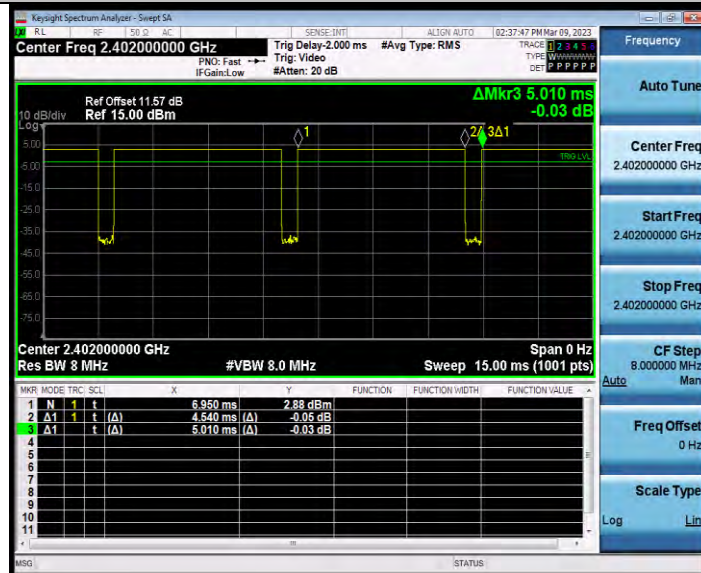 Keysight Spectrum Analyzer - Swept SA
RL RF 50 Ω AC SENSE:INT ALIGN AUTO 02:37:47 PM Mar 09, 2023
Center Freq 2.402000000 GHz
PNO: Fast
IFGain:Low
Trig Delay-2.000 ms
Trig: Video
#Atten: 20 dB
#Avg Type: RMS
TRACE 1 2 3 4 5 6
TYPE WWWWWW
DET P P P P P P
Ref Offset 11.57 dB
Ref 15.00 dBm
10 dB/div
Log
ΔMkr3 5.010 ms
-0.03 dB
1
2Δ 3Δ1
TRIG LVL
5.00
-5.00
-15.0
-25.0
-35.0
-45.0
-55.0
-65.0
-75.0
Center 2.402000000 GHz Span 0 Hz
Res BW 8 MHz #VBW 8.0 MHz Sweep 15.00 ms (1001 pts)
MKR MODE TRC SCL X Y FUNCTION FUNCTION WIDTH FUNCTION VALUE
1 N 1 t 6.950 ms 2.88 dBm
2 Δ1 1 t (Δ) 4.540 ms (Δ) -0.05 dB
3 Δ1 t (Δ) 5.010 ms (Δ) -0.03 dB
4
5
6
7
8
9
10
11
MSG STATUS
Frequency
Auto Tune
Center Freq
2.402000000 GHz
Start Freq
2.402000000 GHz
Stop Freq
2.402000000 GHz
CF Step
8.000000 MHz
Auto Man
Freq Offset
0 Hz
Scale Type
Log Lin